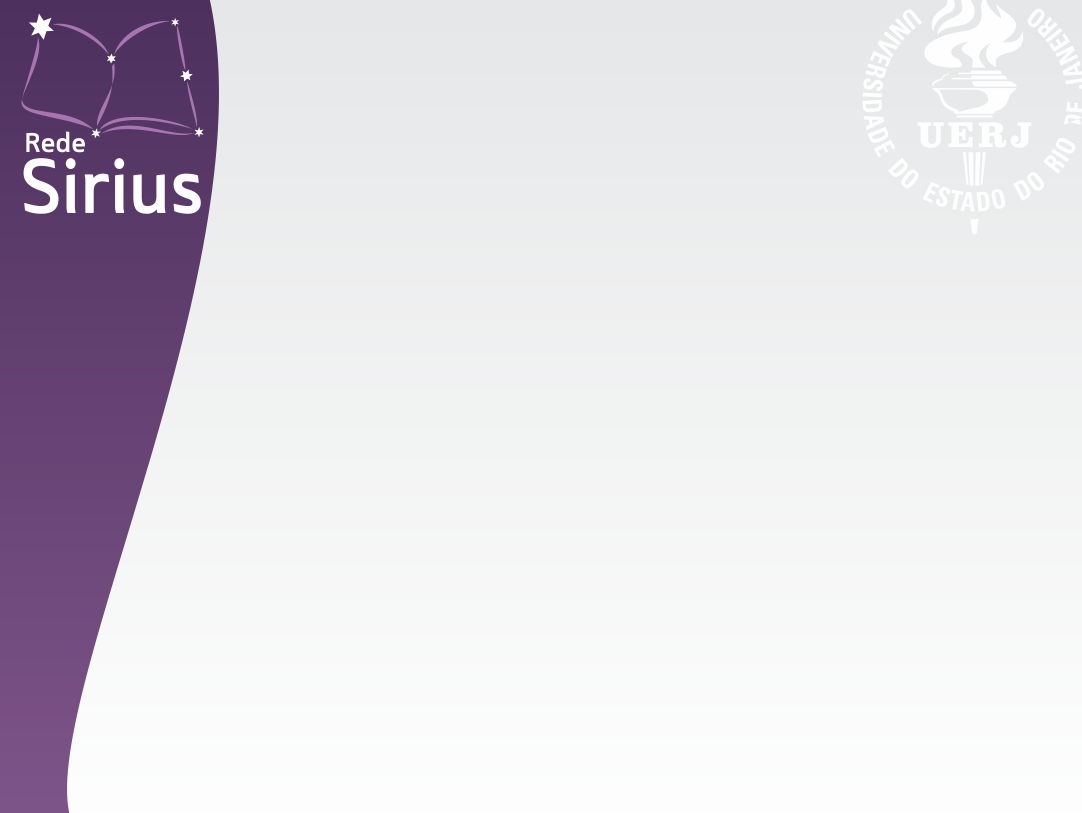 Rede
Sirius
UNIVERSIDADE DO ESTADO DO RIO DE JANEIRO
UERJ